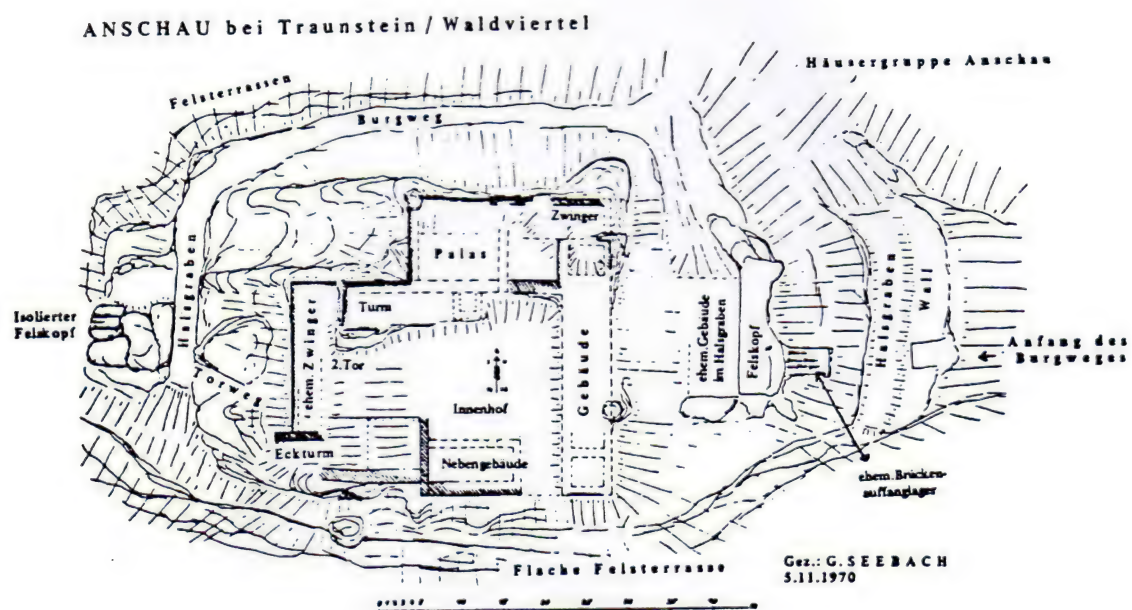 ANSCHAU bei Traunstein / Waldviertel
Häusergruppe Anschau
Felsterrassen
Burgweg
Zwinger
Halsgraben
Palas
Isolierter
Felskopf
Turm
ehem. Zwinger
2.Tor
Torweg
Innenhof
Gebäude
ehem. Gebäude
im Halsgraben
Felskopf
Halsgraben
Wall
Anfang des
Burgweges
Eckturm
Nebengebäude
ehem. Brücken-
auffanglager
Flache Felsterrasse
Gez.: G. SEEBACH
5.11.1970